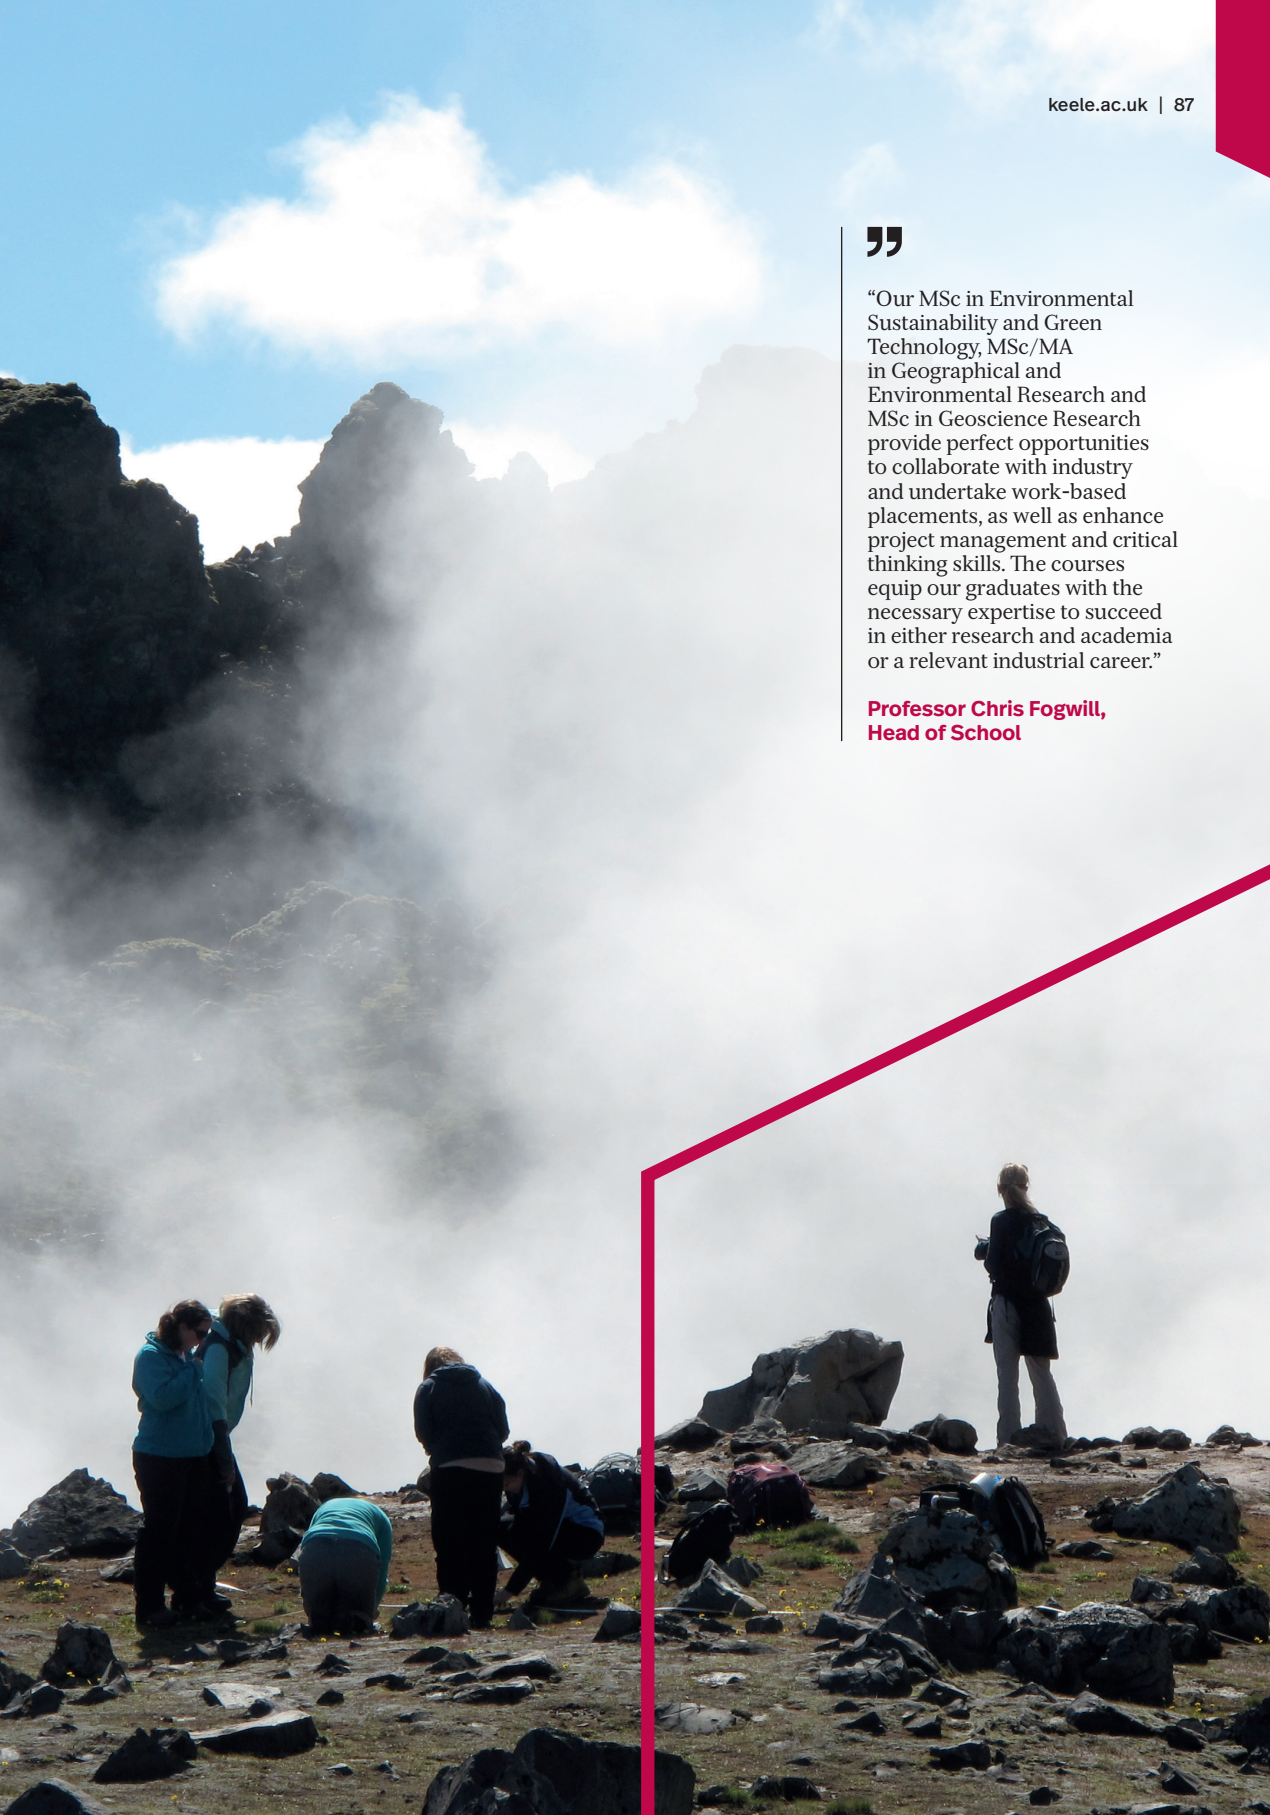 keele.ac.uk | 87
”
“Our MSc in Environmental
Sustainability and Green
Technology, MSc/MA
in Geographical and
Environmental Research and
MSc in Geoscience Research
provide perfect opportunities
to collaborate with industry
and undertake work-based
placements, as well as enhance
project management and critical
thinking skills. The courses
equip our graduates with the
necessary expertise to succeed
in either research and academia
or a relevant industrial career.”
Professor Chris Fogwill,
Head of School